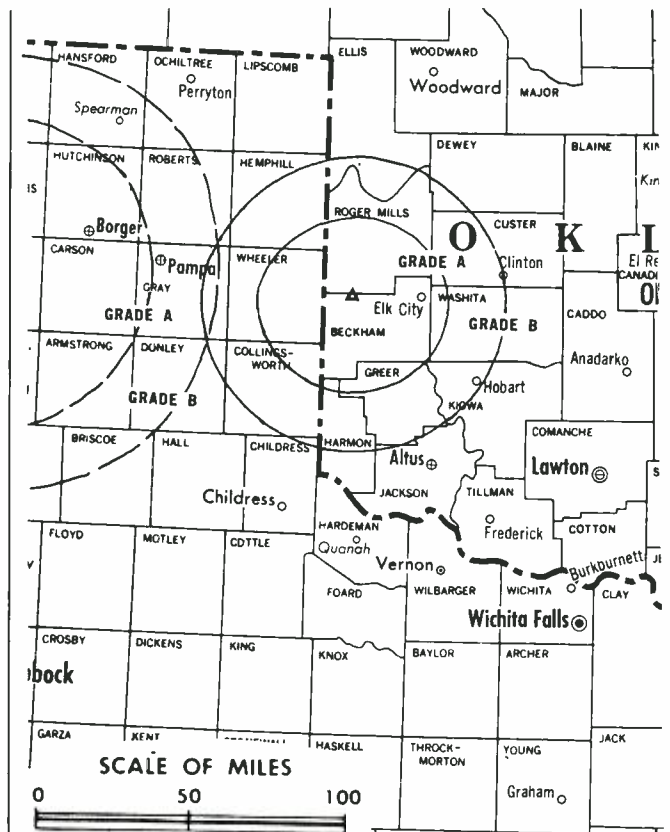 HANSFORD
OCHILTREE
LIPSCOMB
ELLIS
WOODWARD
Perryton
Woodward
MAJOR
Spearman
DEWEY
BLAINE
HUTCHINSON
ROBERTS
HEMPHILL
ROGER MILLS
CUSTER
O K L
Borger
CARSON
Pampa
WHEELER
GRADE A
Clinton
El Re
GRAY
Elk City
WASHITA
GRADE A
BECKHAM
GRADE B
CADDO
ARMSTRONG
DONLEY
COLLINGS-
WORTH
Anadarko
GREER
Hobart
GRADE B
KIOWA
BRISCOE
HALL
CHILDRESS
HARMON
COMANCHE
Altus
Lawton
Childress
JACKSON
TILLMAN
HARDEMAN
Frederick
COTTON
FLOYD
MOTLEY
COTTLE
Quanah
Vernon
WILBARGER
WICHITA
Burkburnett
CLAY
FOARD
Wichita Falls
CROSBY
DICKENS
KING
KNOX
BAYLOR
ARCHER
bock
GARZA
KENT
HASKELL
THROCK-
MORTON
YOUNG
JACK
SCALE OF MILES
Graham
0 50 100